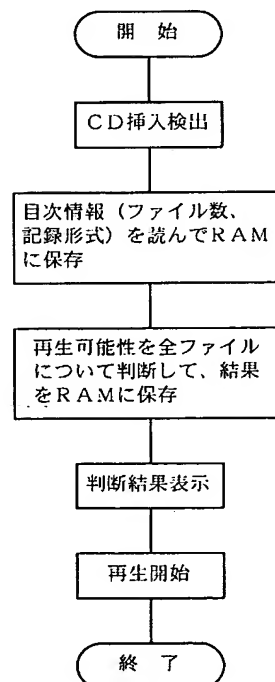 開 始
CD挿入検出
目次情報(ファイル数、
記録形式)を読んでRAM
に保存
再生可能性を全ファイル
について判断して、結果
をRAMに保存
判断結果表示
再生開始
終 了